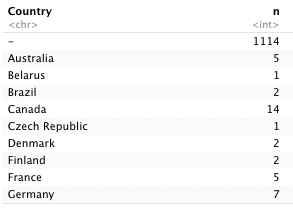 Country n
<chr> <int>
- 1114
Australia 5
Belarus 1
Brazil 2
Canada 14
Czech Republic 1
Denmark 2
Finland 2
France 5
Germany 7